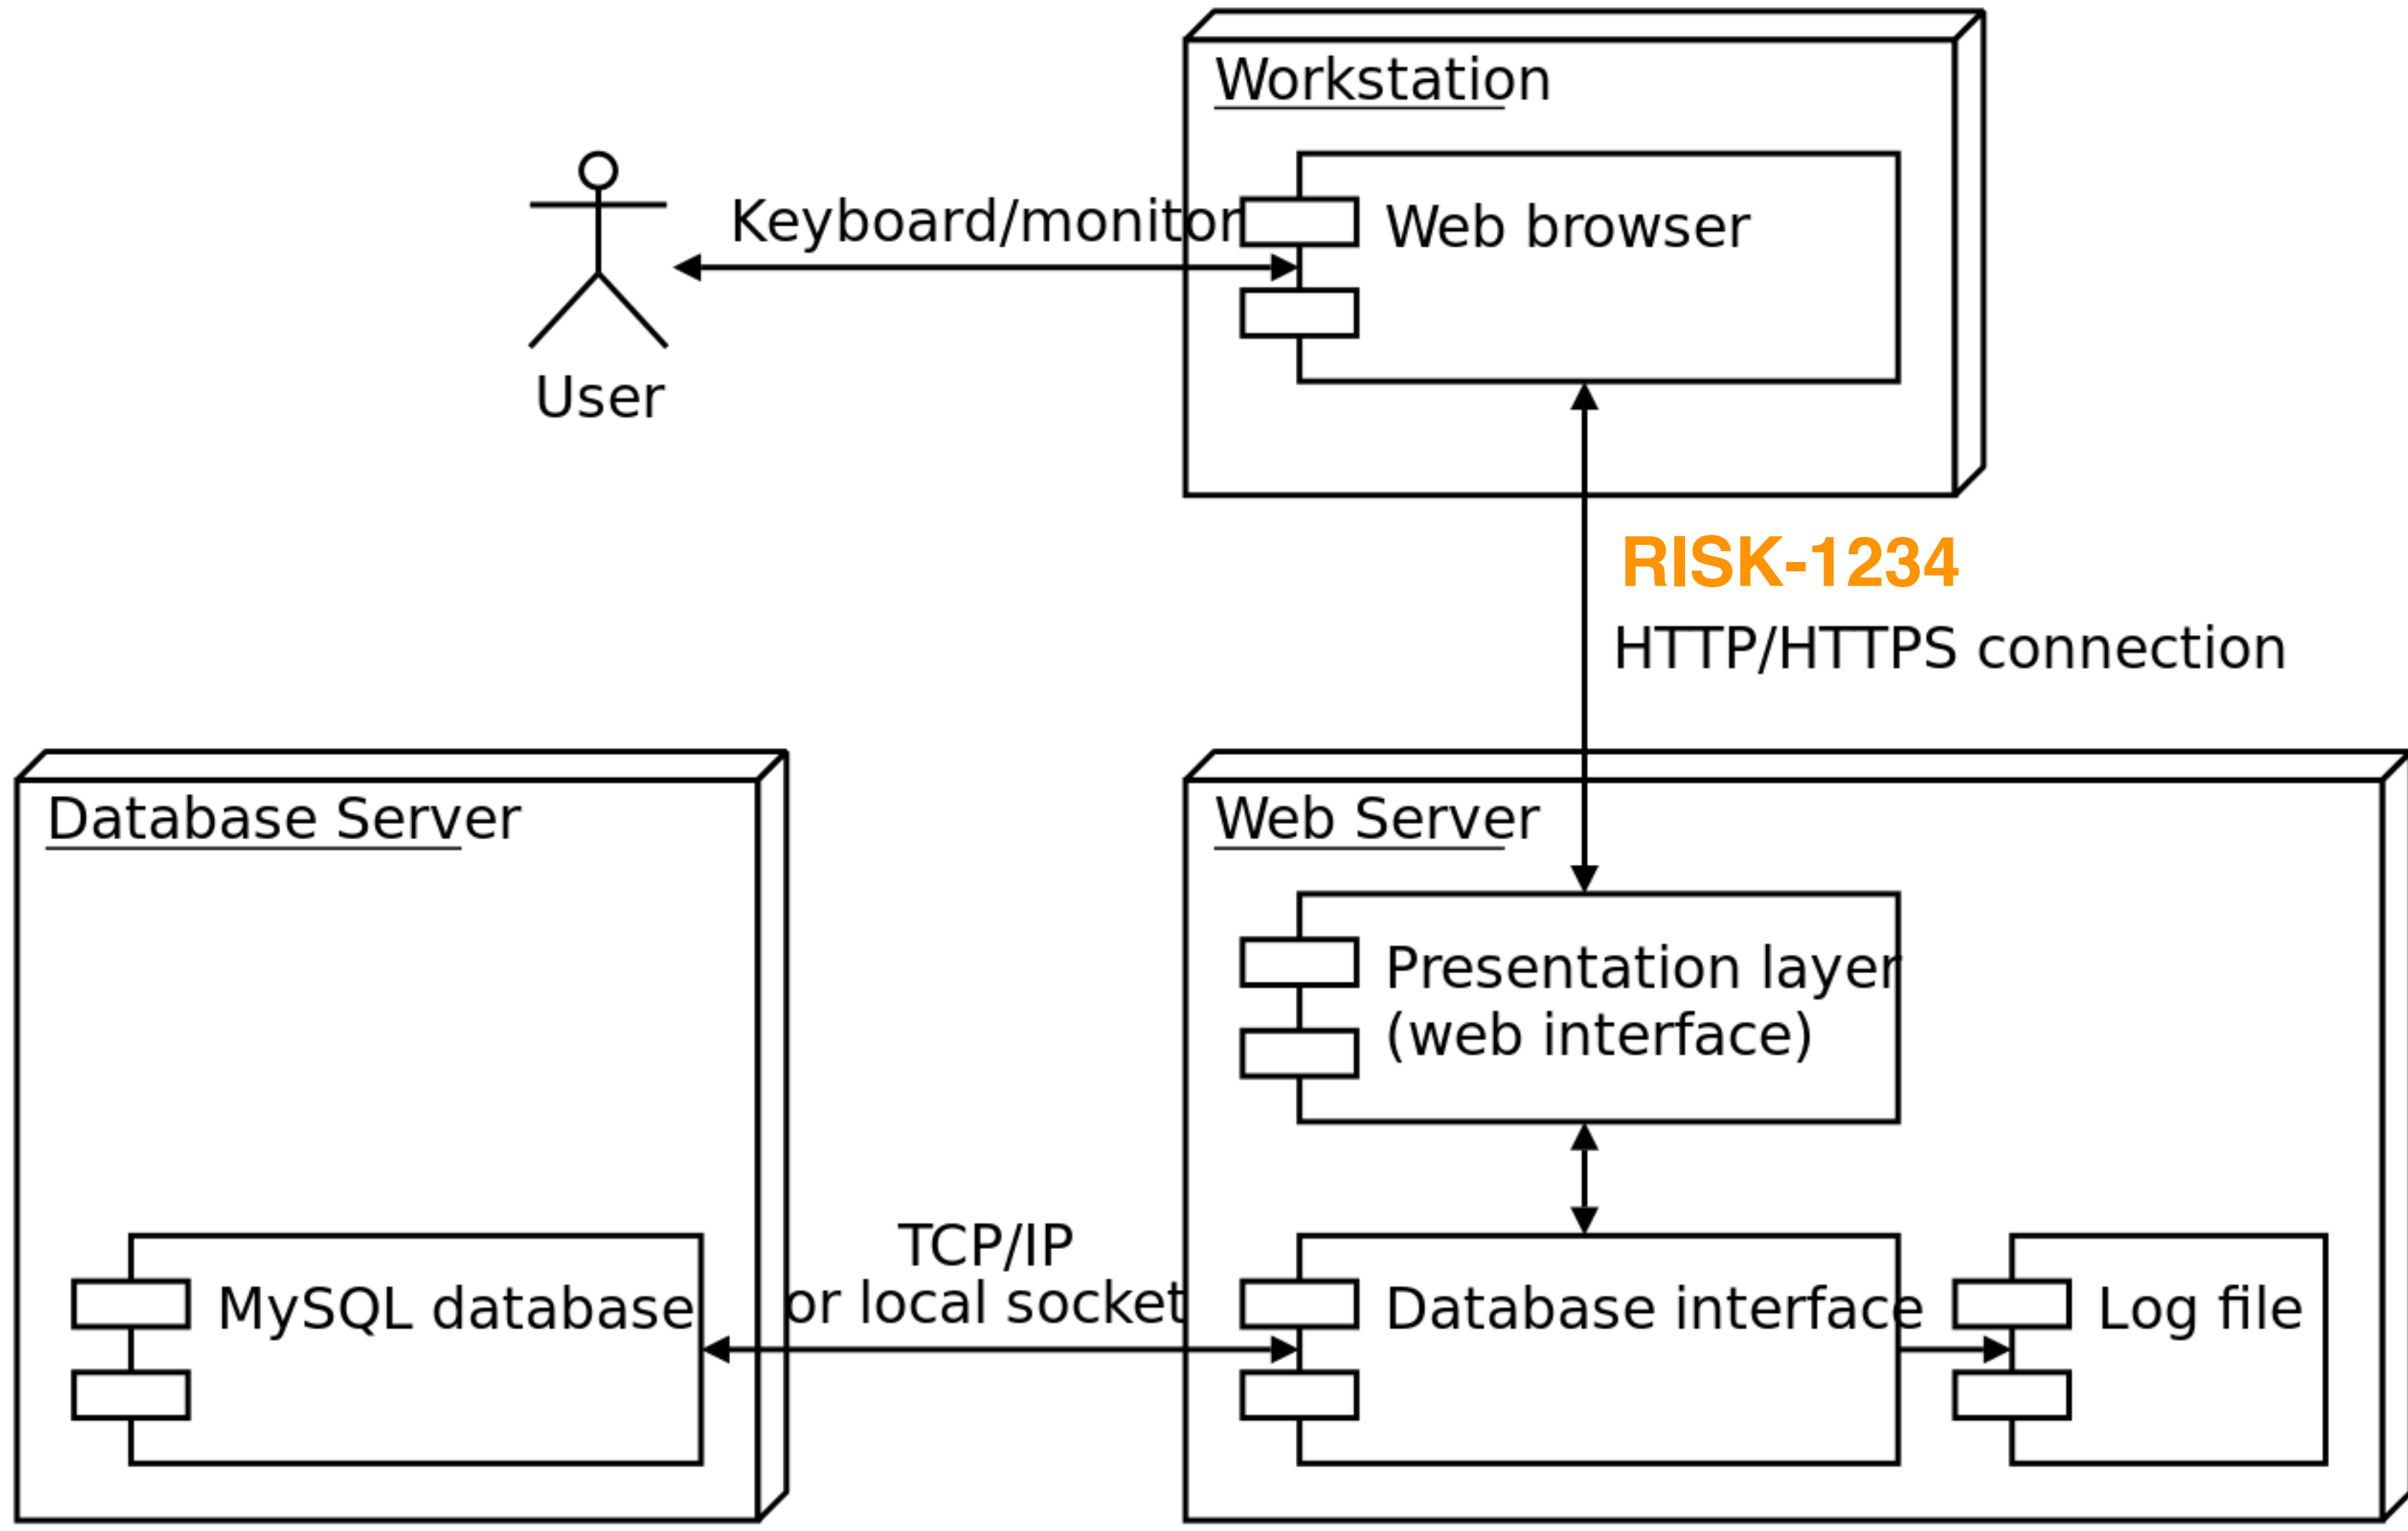 Workstation
Keyboard/monitor
Web browser
User
RISK-1234
HTTP/HTTPS connection
Database Server
Web Server
Presentation layer
(web interface)
TCP/IP
or local socket
MySQL database
Database interface
Log file